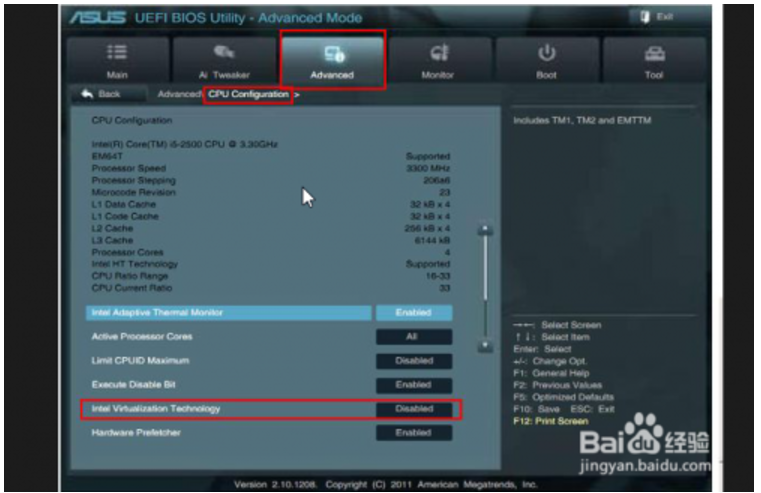 ASUS UEFI BIOS Utility - Advanced Mode
Exit
Main
Ai Tweaker
Advanced
Monitor
Boot
Tool
Back
Advanced\ CPU Configuration >
CPU Configuration
Intel(R) Core(TM) i5-2500 CPU @ 3.30GHz
EM64T Supported
Processor Speed 3300 MHz
Processor Stepping 206a6
Microcode Revision 23
L1 Data Cache 32 kB x 4
L1 Code Cache 32 kB x 4
L2 Cache 256 kB x 4
L3 Cache 6144 kB
Processor Cores 4
Intel HT Technology Supported
CPU Ratio Range 16-33
CPU Current Ratio 33
Intel Adaptive Thermal Monitor Enabled
Active Processor Cores All
Limit CPUID Maximum Disabled
Execute Disable Bit Enabled
Intel Virtualization Technology Disabled
Hardware Prefetcher Enabled
Includes TM1, TM2 and EMTTM
→←: Select Screen
↑↓: Select Item
Enter: Select
+/-: Change Opt.
F1: General Help
F2: Previous Values
F5: Optimized Defaults
F10: Save ESC: Exit
F12: Print Screen
Version 2.10.1208. Copyright (C) 2011 American Megatrends, Inc.
Baidu 经验
jingyan.baidu.com